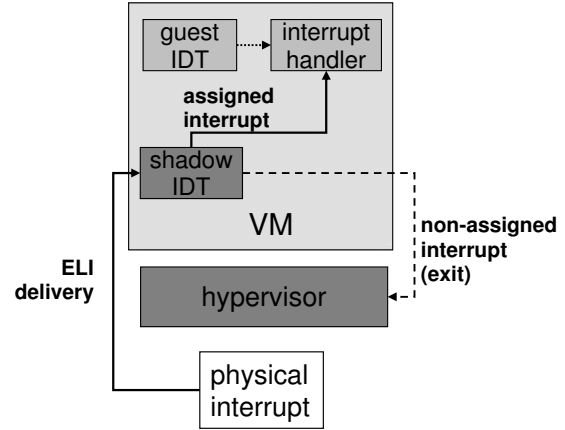 guest
IDT
interrupt
handler
assigned
interrupt
shadow
IDT
VM
non-assigned
interrupt
(exit)
ELI
delivery
hypervisor
physical
interrupt